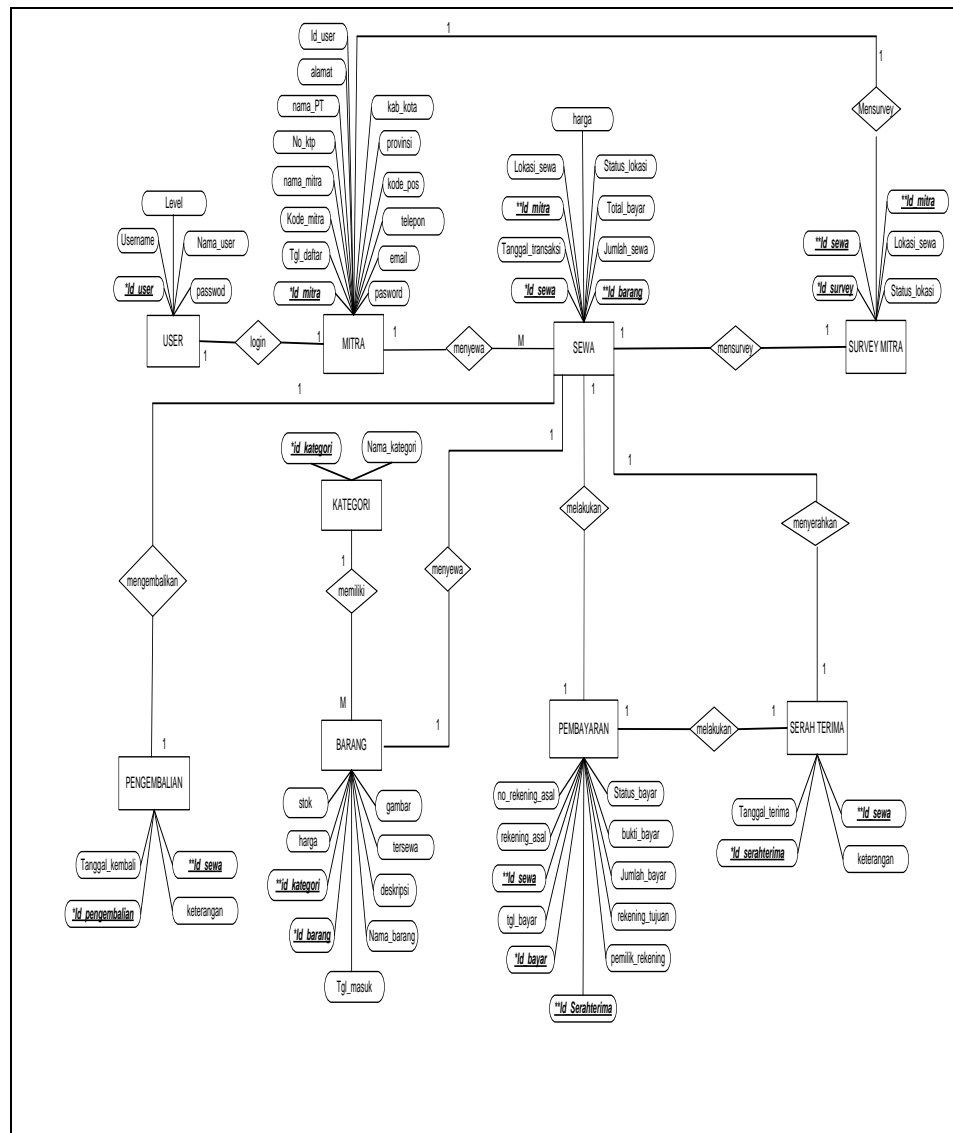 Id_user
1
alamat
1
nama_PT
kab_kota
Mensurvey
harga
No_ktp
provinsi
Lokasi_sewa
Status_lokasi
nama_mitra
kode_pos
Level
**Id_mitra
Total_bayar
**Id_mitra
Kode_mitra
telepon
Username
Nama_user
**Id_sewa
Lokasi_sewa
Tgl_daftar
email
Tanggal_transaksi
Jumlah_sewa
*Id_user
passwod
*Id_mitra
pasword
*Id_sewa
**Id_barang
*Id_survey
Status_lokasi
USER
1
login
1
MITRA
1
menyewa
M
SEWA
1
mensurvey
1
SURVEY MITRA
1
1
1
1
*id_kategori
Nama_kategori
KATEGORI
melakukan
menyerahkan
1
mengembalikan
memiliki
menyewa
M
1
1
1
1
BARANG
PEMBAYARAN
1
melakukan
1
SERAH TERIMA
1
PENGEMBALIAN
stok
gambar
no_rekening_asal
Status_bayar
harga
tersewa
rekening_asal
bukti_bayar
Tanggal_terima
**Id_sewa
Tanggal_kembali
**Id_sewa
**id_kategori
deskripsi
**Id_sewa
Jumlah_bayar
*Id_serahterima
keterangan
*Id_pengembalian
keterangan
*Id_barang
Nama_barang
tgl_bayar
rekening_tujuan
*Id_bayar
pemilik_rekening
Tgl_masuk
**Id_Serahterima